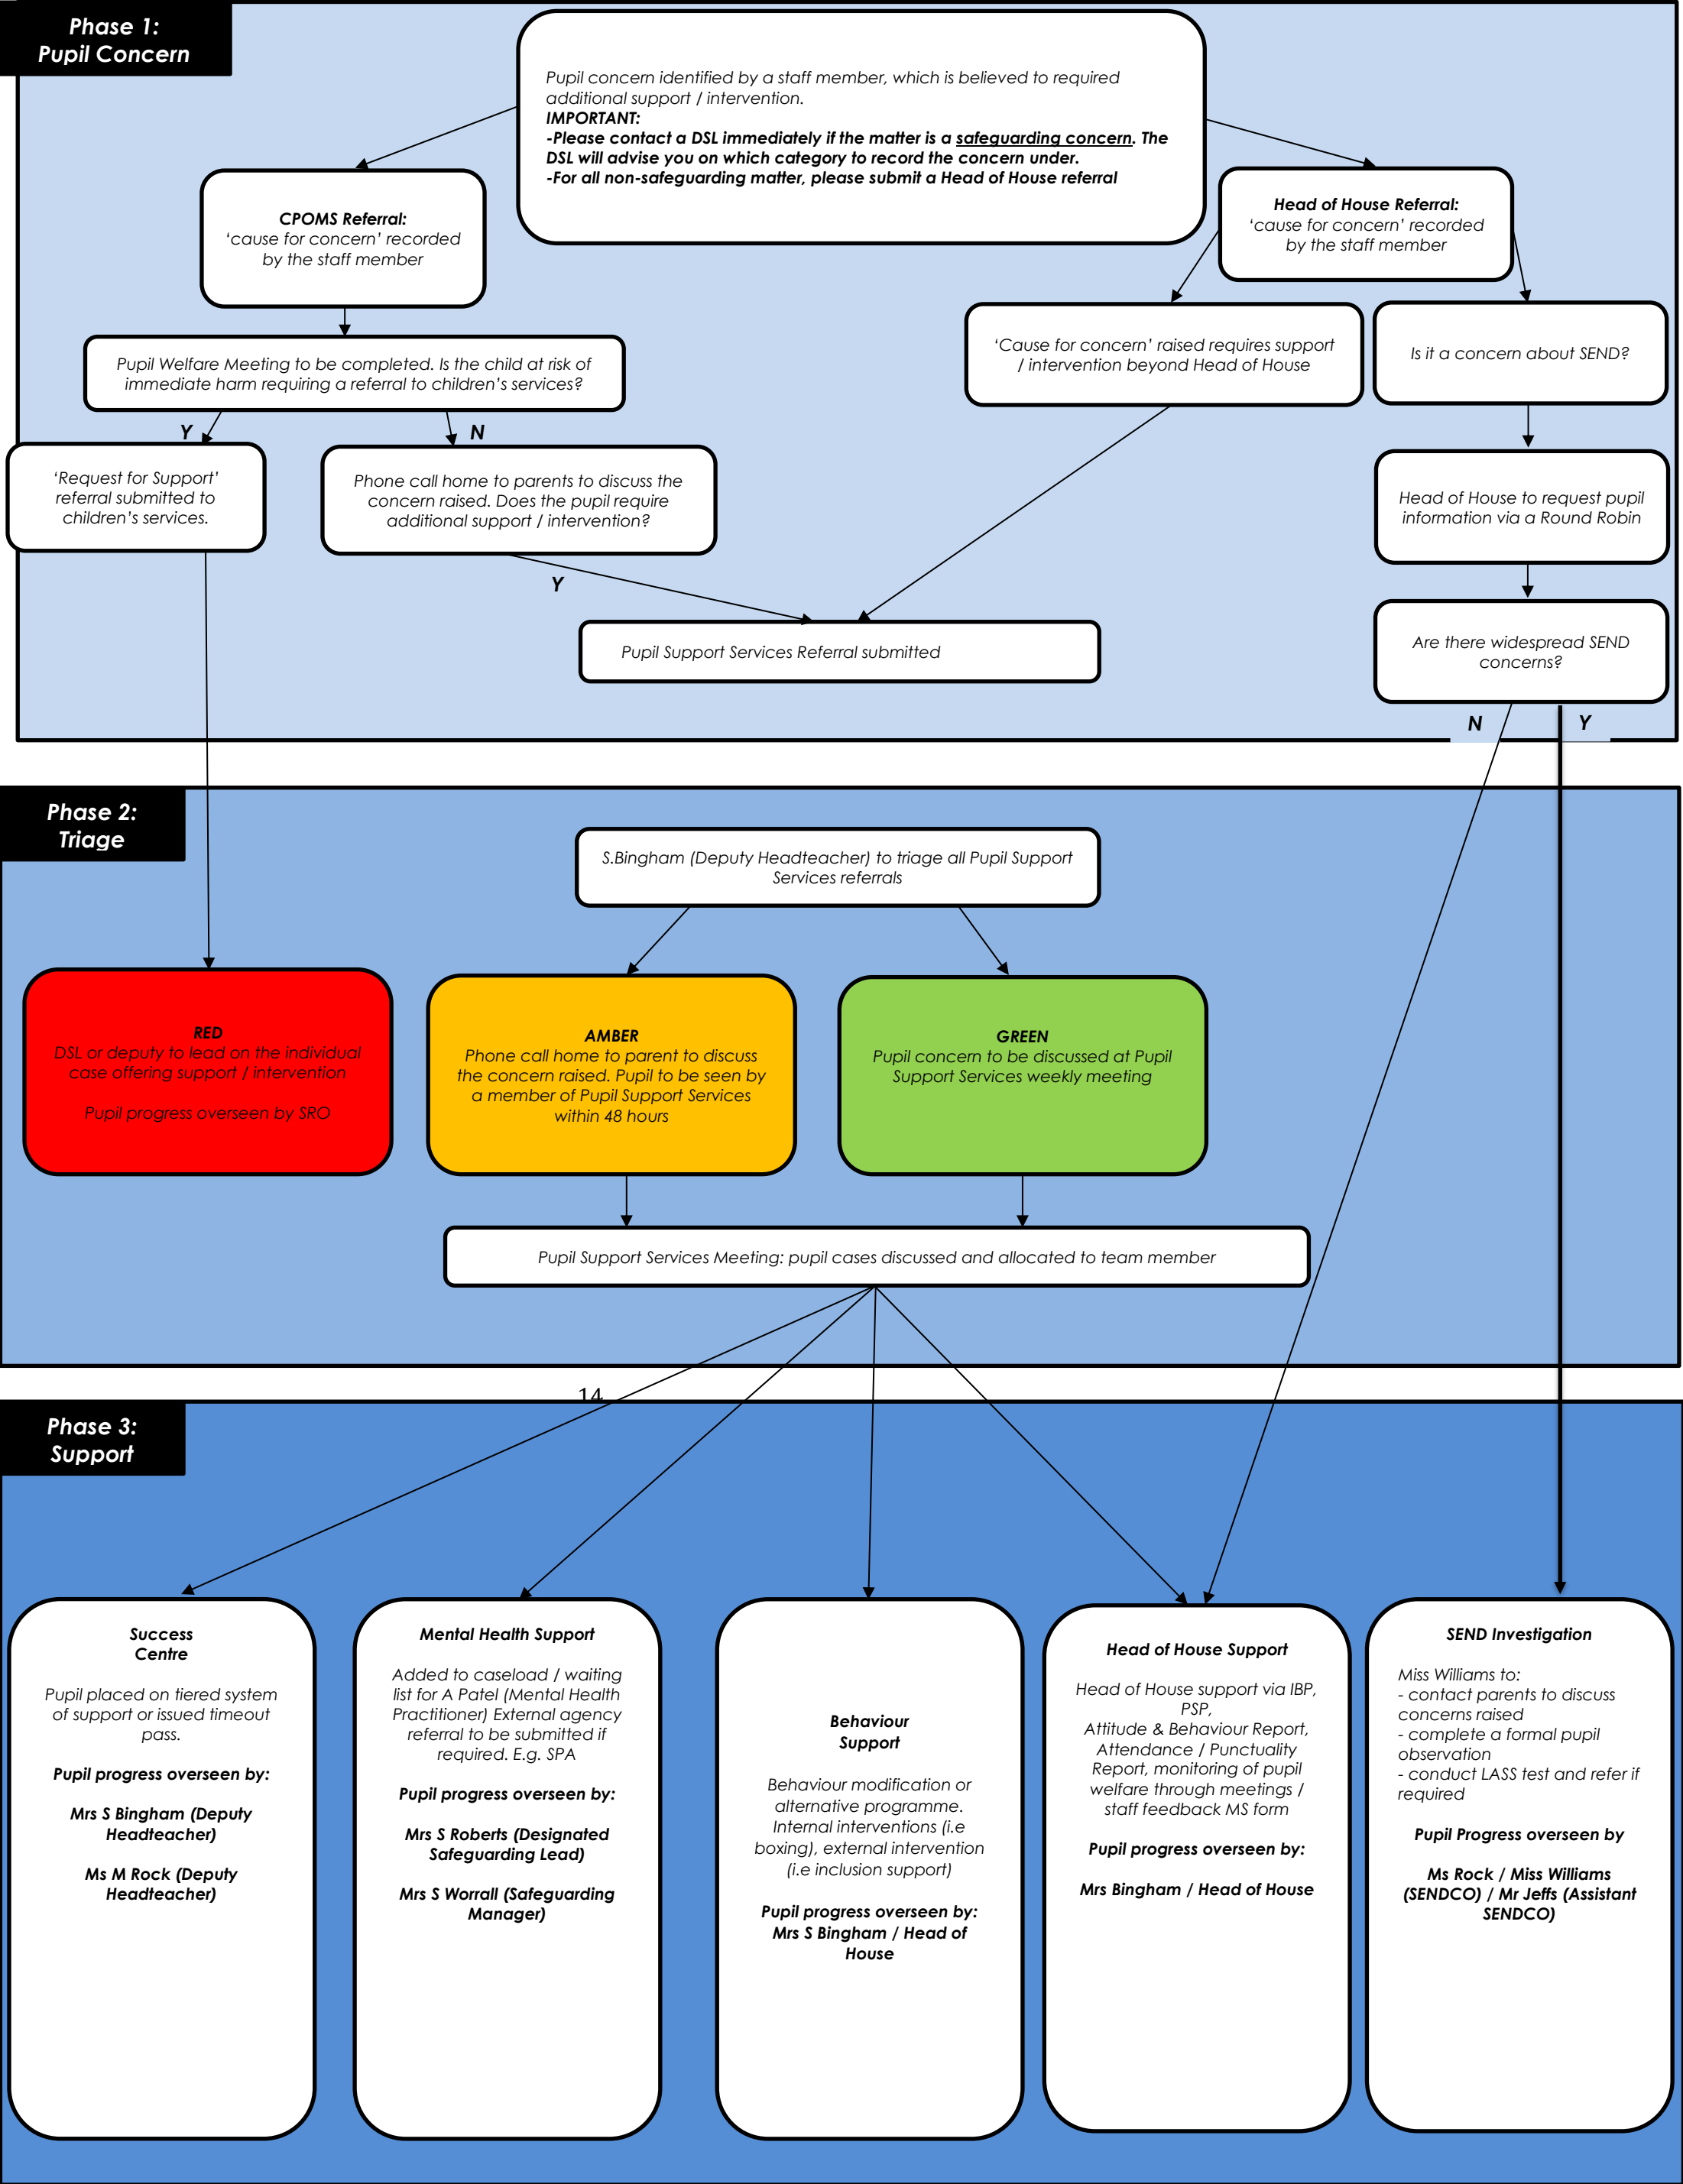 Phase 1:
Pupil Concern
Pupil concern identified by a staff member, which is believed to required
additional support / intervention.
IMPORTANT:
-Please contact a DSL immediately if the matter is a safeguarding concern. The
DSL will advise you on which category to record the concern under.
-For all non-safeguarding matter, please submit a Head of House referral
CPOMS Referral:
‘cause for concern’ recorded
by the staff member
Head of House Referral:
‘cause for concern’ recorded
by the staff member
Pupil Welfare Meeting to be completed. Is the child at risk of
immediate harm requiring a referral to children’s services?
‘Cause for concern’ raised requires support
/ intervention beyond Head of House
Is it a concern about SEND?
Y
N
‘Request for Support’
referral submitted to
children’s services.
Phone call home to parents to discuss the
concern raised. Does the pupil require
additional support / intervention?
Head of House to request pupil
information via a Round Robin
Y
Pupil Support Services Referral submitted
Are there widespread SEND
concerns?
N
Y
Phase 2:
Triage
S.Bingham (Deputy Headteacher) to triage all Pupil Support
Services referrals
RED
DSL or deputy to lead on the individual
case offering support / intervention
Pupil progress overseen by SRO
AMBER
Phone call home to parent to discuss
the concern raised. Pupil to be seen by
a member of Pupil Support Services
within 48 hours
GREEN
Pupil concern to be discussed at Pupil
Support Services weekly meeting
Pupil Support Services Meeting: pupil cases discussed and allocated to team member
14
Phase 3:
Support
Success
Centre
Pupil placed on tiered system
of support or issued timeout
pass.
Pupil progress overseen by:
Mrs S Bingham (Deputy
Headteacher)
Ms M Rock (Deputy
Headteacher)
Mental Health Support
Added to caseload / waiting
list for A Patel (Mental Health
Practitioner) External agency
referral to be submitted if
required. E.g. SPA
Pupil progress overseen by:
Mrs S Roberts (Designated
Safeguarding Lead)
Mrs S Worrall (Safeguarding
Manager)
Behaviour
Support
Behaviour modification or
alternative programme.
Internal interventions (i.e
boxing), external intervention
(i.e inclusion support)
Pupil progress overseen by:
Mrs S Bingham / Head of
House
Head of House Support
Head of House support via IBP,
PSP,
Attitude & Behaviour Report,
Attendance / Punctuality
Report, monitoring of pupil
welfare through meetings /
staff feedback MS form
Pupil progress overseen by:
Mrs Bingham / Head of House
SEND Investigation
Miss Williams to:
- contact parents to discuss
concerns raised
- complete a formal pupil
observation
- conduct LASS test and refer if
required
Pupil Progress overseen by
Ms Rock / Miss Williams
(SENDCO) / Mr Jeffs (Assistant
SENDCO)